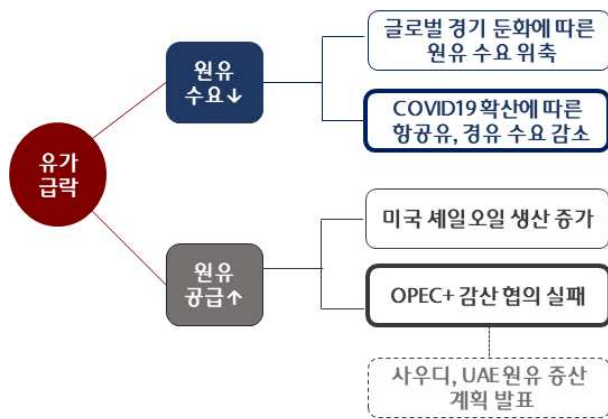 유가
급락
원유
수요↓
글로벌 경기 둔화에 따른
원유 수요 위축
COVID19 확산에 따른
항공유, 경유 수요 감소
원유
공급↑
미국 셰일오일 생산 증가
OPEC+ 감산 협의 실패
사우디, UAE 원유 증산
계획 발표